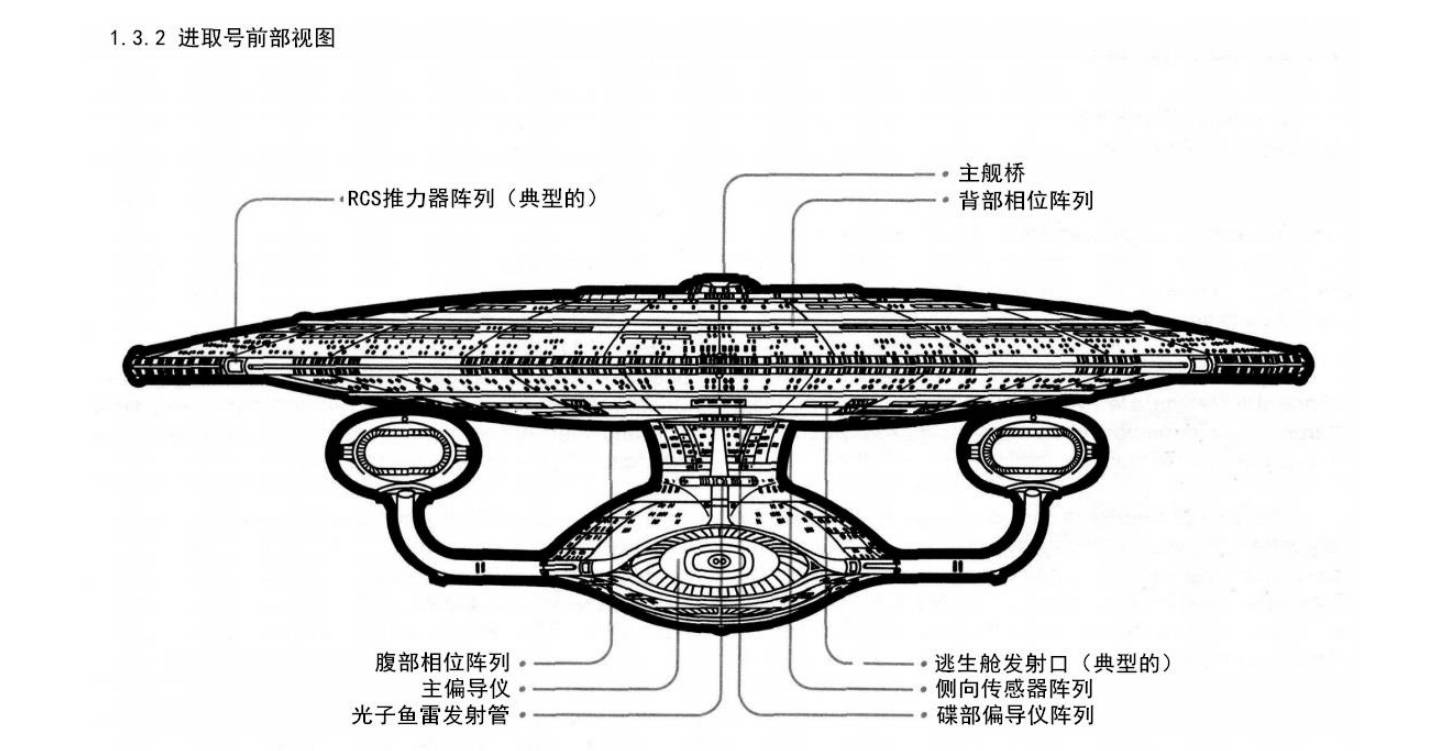 1.3.2 进取号前部视图
RCS推力器阵列（典型的）
主舰桥
背部相位阵列
腹部相位阵列
主偏导仪
光子鱼雷发射管
逃生舱发射口（典型的）
侧向传感器阵列
碟部偏导仪阵列